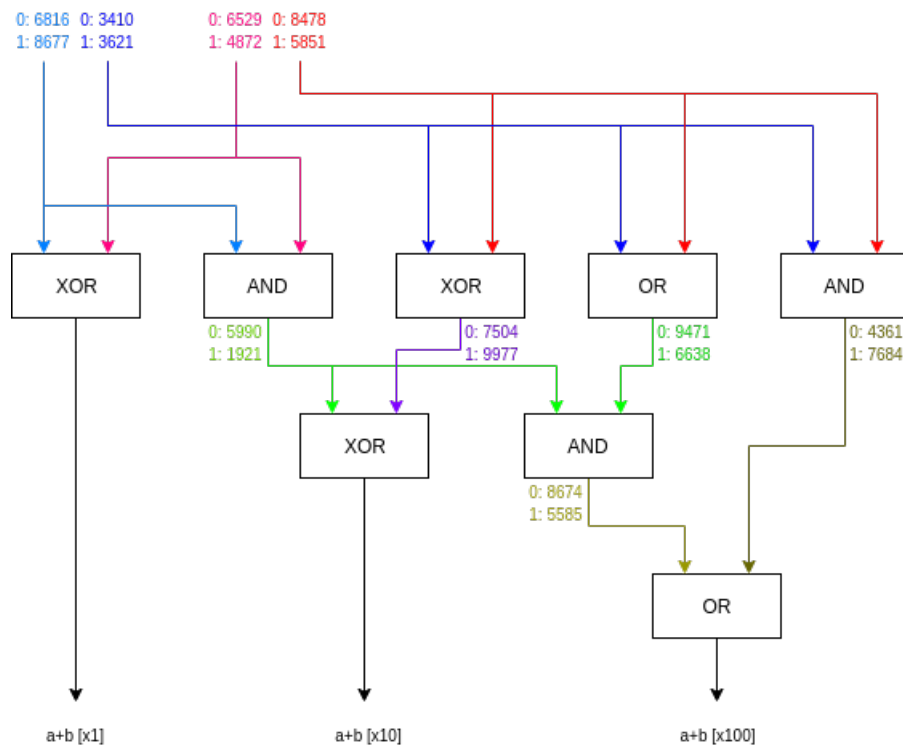 0: 6816 0: 3410 0: 6529 0: 8478
1: 8677 1: 3621 1: 4872 1: 5851
XOR AND XOR OR AND
0: 5990 0: 7504 0: 9471 0: 4361
1: 1921 1: 9977 1: 6638 1: 7684
XOR AND
0: 8674
1: 5585
OR
a+b [x1] a+b [x10] a+b [x100]